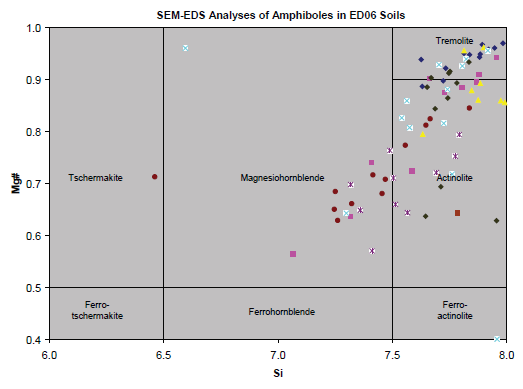 SEM-EDS Analyses of Amphiboles in ED06 Soils
1.0
0.9
0.8
0.7
0.6
0.5
0.4
Mg#
Tremolite
Tschermakite
Magnesiohornblende
Actinolite
Ferro-
tschermakite
Ferrohornblende
Ferro-
actinolite
6.0
6.5
7.0
7.5
8.0
Si